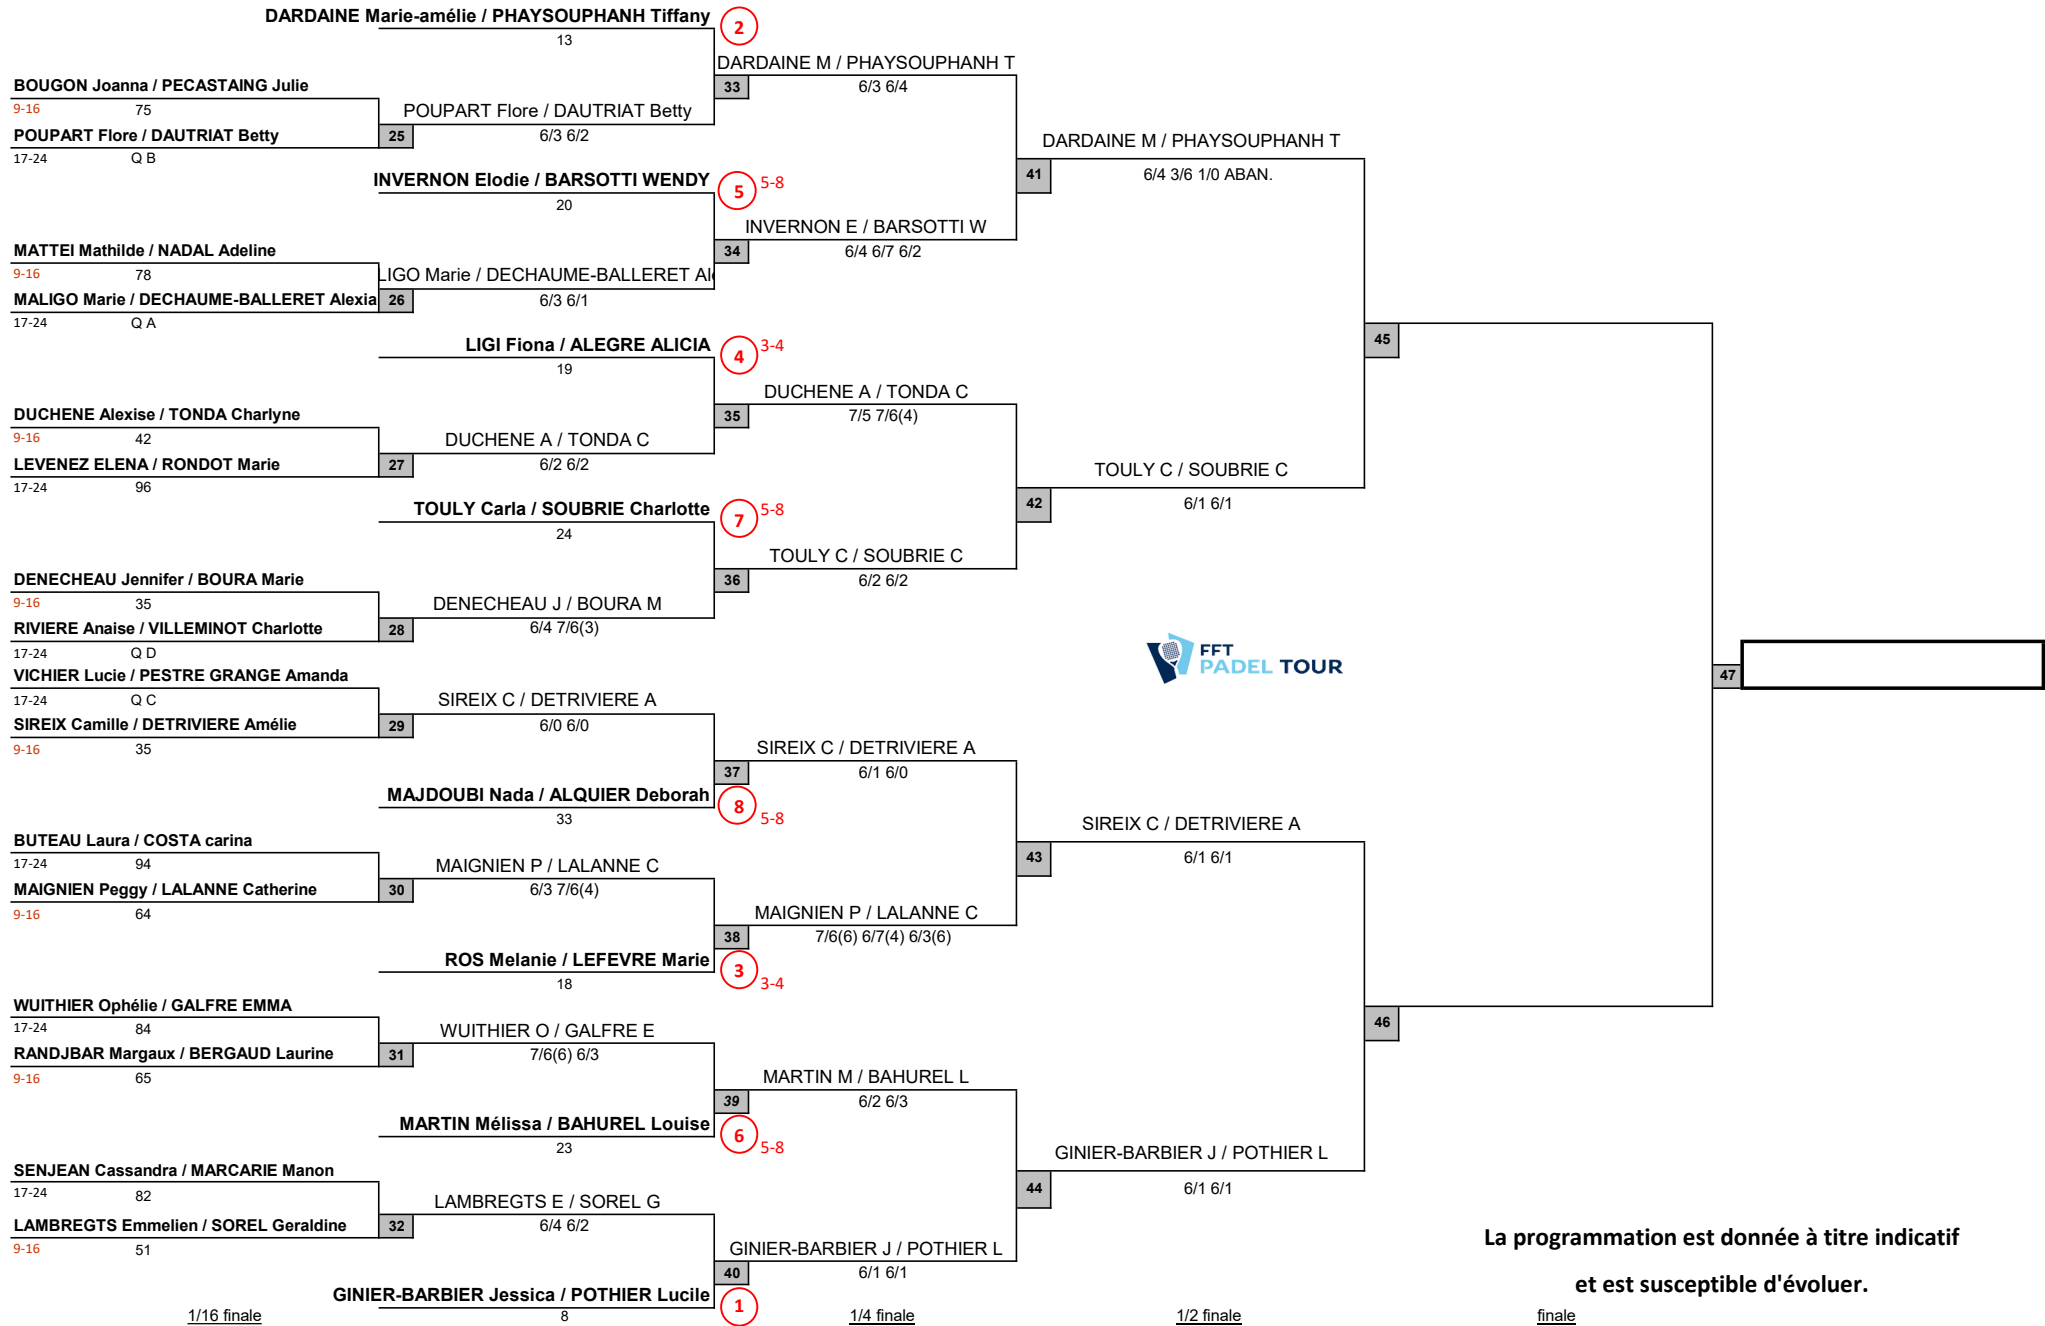 DARDAINE Marie-amélie / PHAYSOUPHANH Tiffany
2
13
DARDAINE M / PHAYSOUPHANH T
33
6/3 6/4
BOUGON Joanna / PECASTAING Julie
9-16 75
POUPART Flore / DAUTRIAT Betty
25
6/3 6/2
POUPART Flore / DAUTRIAT Betty
17-24 Q B
DARDAINE M / PHAYSOUPHANH T
41
6/4 3/6 1/0 ABAN.
INVERNON Elodie / BARSOTTI WENDY
5
5-8
20
INVERNON E / BARSOTTI W
34
6/4 6/7 6/2
MATTEI Mathilde / NADAL Adeline
9-16 78
LIGO Marie / DECHAUME-BALLERET Al
26
6/3 6/1
MALIGO Marie / DECHAUME-BALLERET Alexia
17-24 Q A
45
LIGI Fiona / ALEGRE ALICIA
4
3-4
19
DUCHENE A / TONDA C
35
7/5 7/6(4)
DUCHENE Alexise / TONDA Charlyne
9-16 42
DUCHENE A / TONDA C
27
6/2 6/2
LEVENEZ ELENA / RONDOT Marie
17-24 96
TOULY C / SOUBRIE C
42
6/1 6/1
TOULY Carla / SOUBRIE Charlotte
7
5-8
24
TOULY C / SOUBRIE C
36
6/2 6/2
DENECHEAU Jennifer / BOURA Marie
9-16 35
DENECHEAU J / BOURA M
28
6/4 7/6(3)
RIVIERE Anaise / VILLEMINOT Charlotte
17-24 Q D
FFT
PADEL TOUR
47
VICHIER Lucie / PESTRE GRANGE Amanda
17-24 Q C
SIREIX C / DETRIVIERE A
29
6/0 6/0
SIREIX Camille / DETRIVIERE Amélie
9-16 35
SIREIX C / DETRIVIERE A
37
6/1 6/0
MAJDOUBI Nada / ALQUIER Deborah
8
5-8
33
SIREIX C / DETRIVIERE A
43
6/1 6/1
BUTEAU Laura / COSTA carina
17-24 94
MAIGNIEN P / LALANNE C
30
6/3 7/6(4)
MAIGNIEN Peggy / LALANNE Catherine
9-16 64
MAIGNIEN P / LALANNE C
38
7/6(6) 6/7(4) 6/3(6)
ROS Melanie / LEFEVRE Marie
3
3-4
18
46
WUITHIER Ophélie / GALFRE EMMA
17-24 84
WUITHIER O / GALFRE E
31
7/6(6) 6/3
RANDJBAR Margaux / BERGAUD Laurine
9-16 65
MARTIN M / BAHUREL L
39
6/2 6/3
MARTIN Mélissa / BAHUREL Louise
6
5-8
23
GINIER-BARBIER J / POTHIER L
44
6/1 6/1
SENJEAN Cassandra / MARCARIE Manon
17-24 82
LAMBREGTS E / SOREL G
32
6/4 6/2
LAMBREGTS Emmelien / SOREL Geraldine
9-16 51
GINIER-BARBIER J / POTHIER L
40
6/1 6/1
GINIER-BARBIER Jessica / POTHIER Lucile
1
8
La programmation est donnée à titre indicatif
et est susceptible d'évoluer.
1/16 finale 1/4 finale 1/2 finale finale